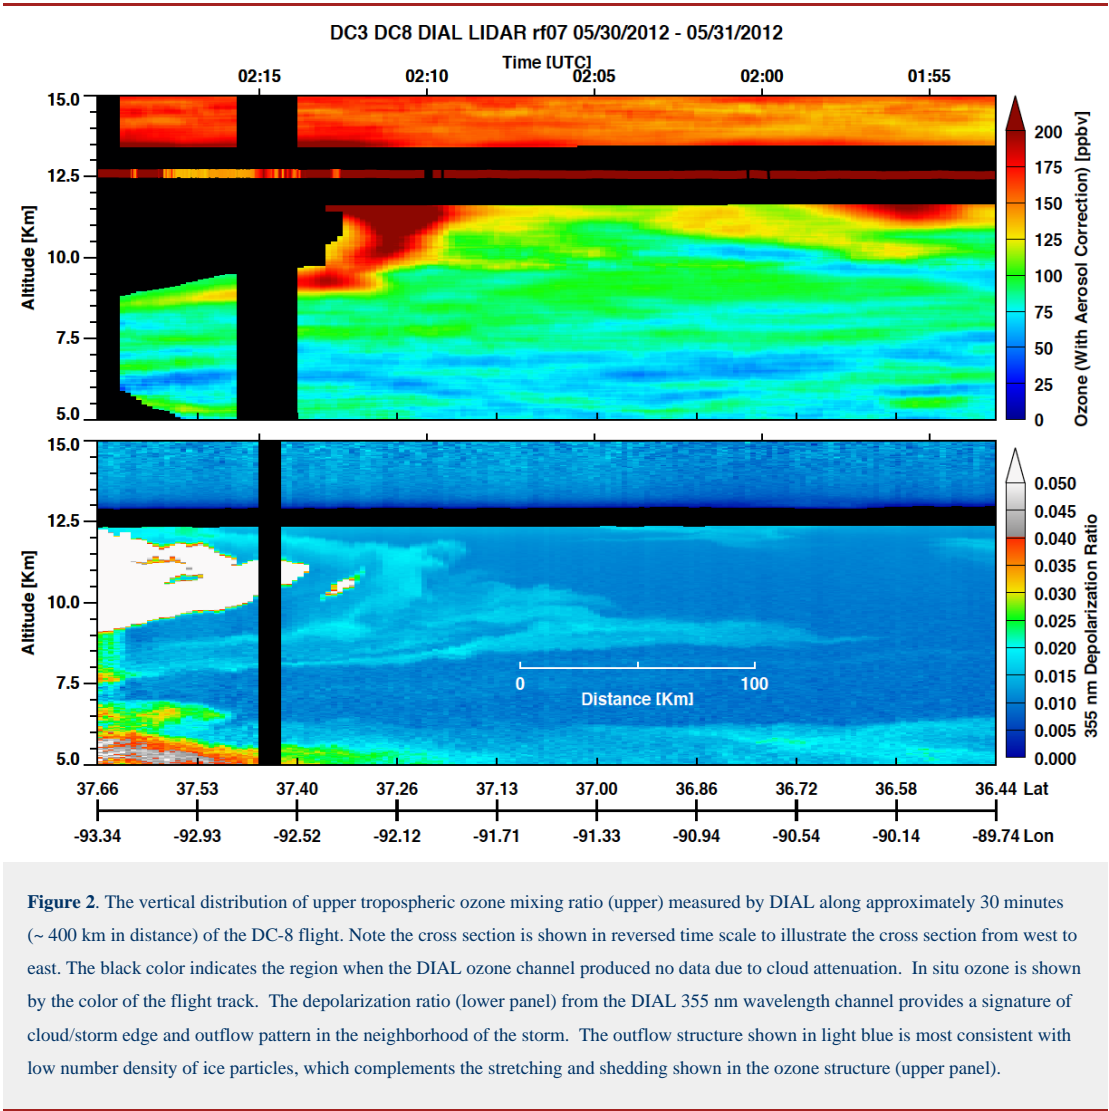 DC3 DC8 DIAL LIDAR rf07 05/30/2012 - 05/31/2012
Time [UTC]
02:15 02:10 02:05 02:00 01:55
15.0
12.5
10.0
7.5
5.0
Altitude [Km]
200
175
150
125
100
75
50
25
0
Ozone (With Aerosol Correction) [ppbv]
15.0
12.5
10.0
7.5
5.0
Altitude [Km]
0 100
Distance [Km]
0.050
0.045
0.040
0.035
0.030
0.025
0.020
0.015
0.010
0.005
0.000
355 nm Depolarization Ratio
37.66 37.53 37.40 37.26 37.13 37.00 36.86 36.72 36.58 36.44 Lat
-93.34 -92.93 -92.52 -92.12 -91.71 -91.33 -90.94 -90.54 -90.14 -89.74 Lon
Figure 2. The vertical distribution of upper tropospheric ozone mixing ratio (upper) measured by DIAL along approximately 30 minutes
(~ 400 km in distance) of the DC-8 flight. Note the cross section is shown in reversed time scale to illustrate the cross section from west to
east. The black color indicates the region when the DIAL ozone channel produced no data due to cloud attenuation.  In situ ozone is shown
by the color of the flight track.  The depolarization ratio (lower panel) from the DIAL 355 nm wavelength channel provides a signature of
cloud/storm edge and outflow pattern in the neighborhood of the storm.  The outflow structure shown in light blue is most consistent with
low number density of ice particles, which complements the stretching and shedding shown in the ozone structure (upper panel).